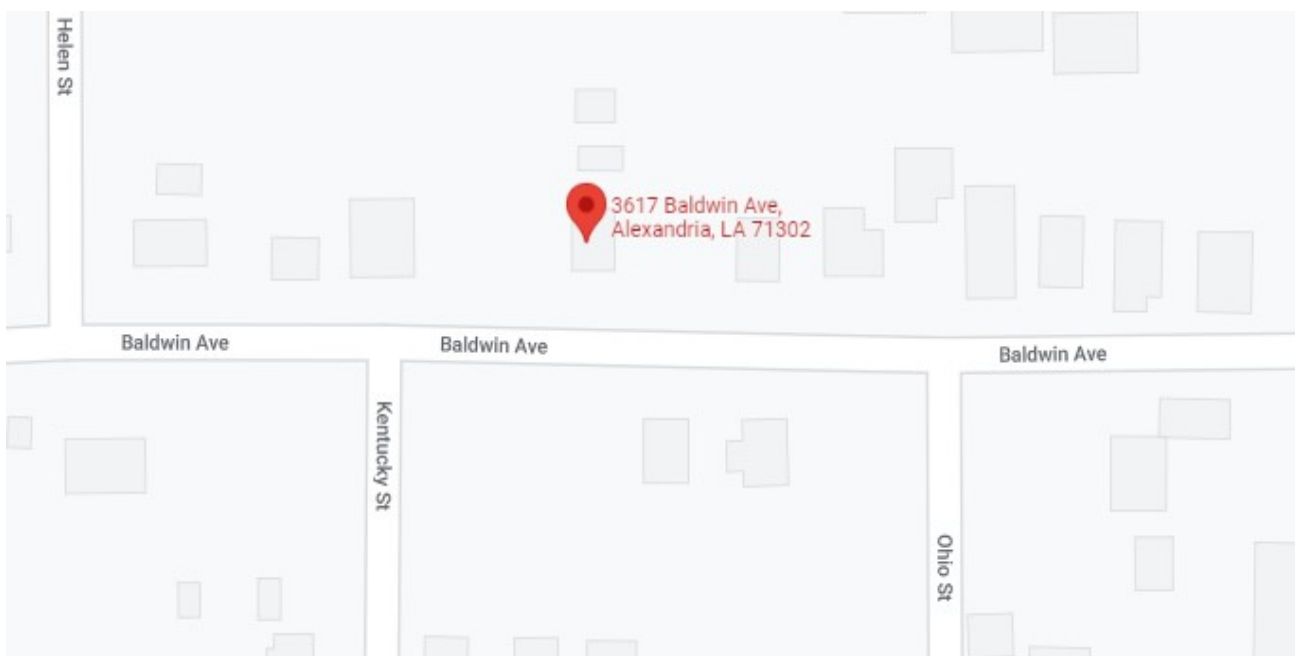 Helen St
3617 Baldwin Ave,
Alexandria, LA 71302
Baldwin Ave
Baldwin Ave
Baldwin Ave
Kentucky St
Ohio St